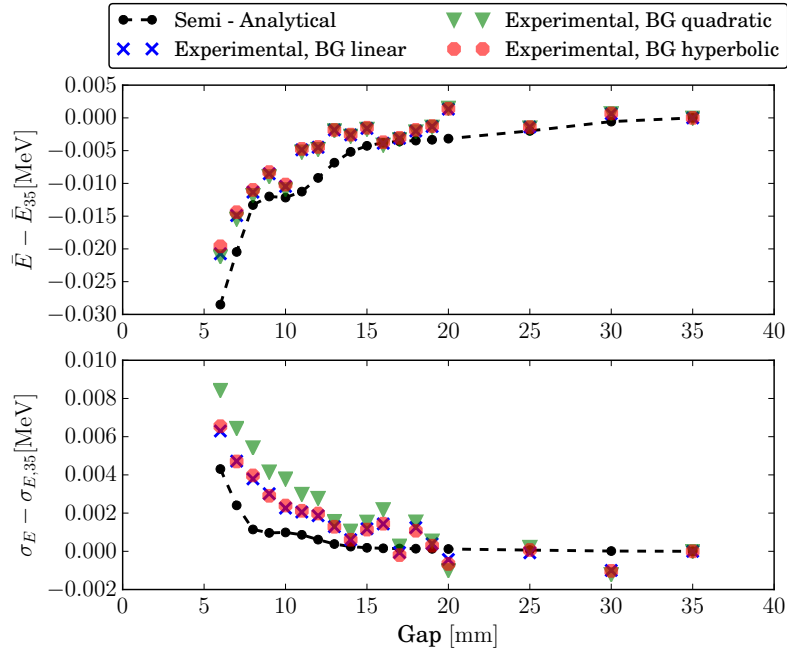 Semi - Analytical
Experimental, BG linear
Experimental, BG quadratic
Experimental, BG hyperbolic
0.005
0.000
−0.005
−0.010
−0.015
−0.020
−0.025
−0.030
Ē − Ē₃₅[MeV]
0 5 10 15 20 25 30 35 40
0.010
0.008
0.006
0.004
0.002
0.000
−0.002
σ_E − σ_{E,35}[MeV]
0 5 10 15 20 25 30 35 40
Gap [mm]